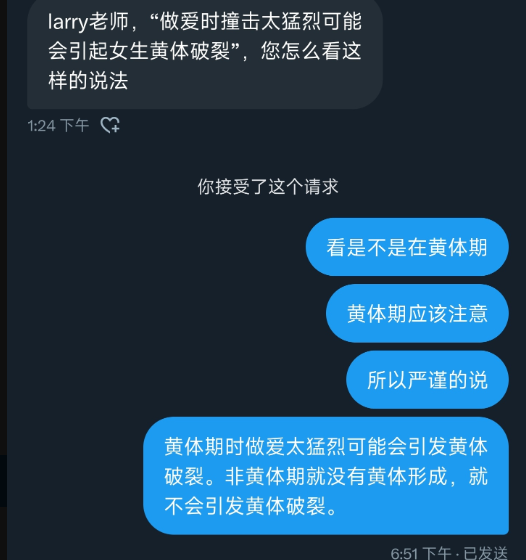 larry老师，“做爱时撞击太猛烈可能
会引起女生黄体破裂”，您怎么看这
样的说法
1:24 下午
你接受了这个请求
看是不是在黄体期
黄体期应该注意
所以严谨的说
黄体期时做爱太猛烈可能会引发黄体
破裂。非黄体期就没有黄体形成，就
不会引发黄体破裂。
6:51 下午 · 已发送